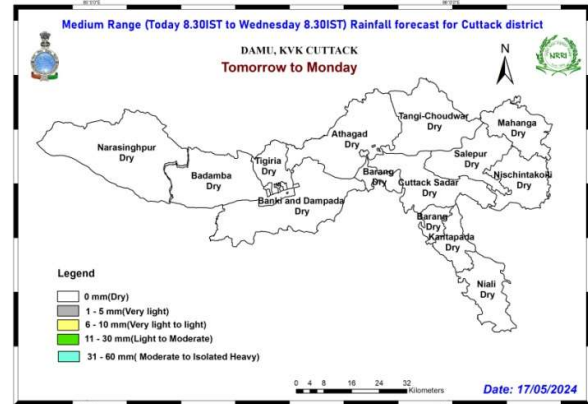 Medium Range (Today 8.30IST to Wednesday 8.30IST) Rainfall forecast for Cuttack district
DAMU, KVK CUTTACK
Tomorrow to Monday
N
NRRI
Tangi-Choudwar
Dry
Mahanga
Dry
Athagad
Dry
Narasinghpur
Dry
Salepur
Dry
Tigiria
Dry
Badamba
Dry
Barang
Dry
Cuttack Sadar
Dry
Nischintakoili
Dry
Banki and Dampada
Dry
Barang
Dry
Kantapada
Dry
Niali
Dry
Legend
0 mm(Dry)
1 - 5 mm(Very light)
6 - 10 mm(Very light to light)
11 - 30 mm(Light to Moderate)
31 - 60 mm( Moderate to Isolated Heavy)
0 4 8 16 24 32
Kilometers
Date: 17/05/2024